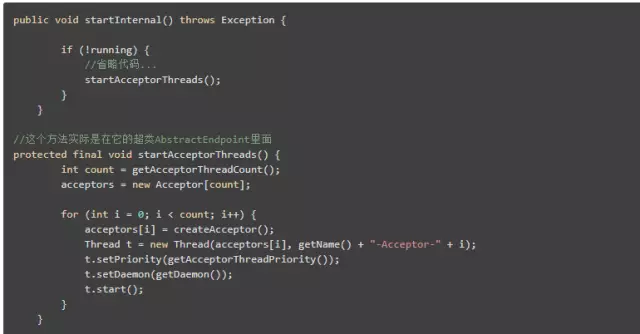 public void startInternal() throws Exception {
if (!running) {
//省略代码...
startAcceptorThreads();
}
}
//这个方法实际是在它的超类AbstractEndpoint里面
protected final void startAcceptorThreads() {
int count = getAcceptorThreadCount();
acceptors = new Acceptor[count];
for (int i = 0; i < count; i++) {
acceptors[i] = createAcceptor();
Thread t = new Thread(acceptors[i], getName() + "-Acceptor-" + i);
t.setPriority(getAcceptorThreadPriority());
t.setDaemon(getDaemon());
t.start();
}
}